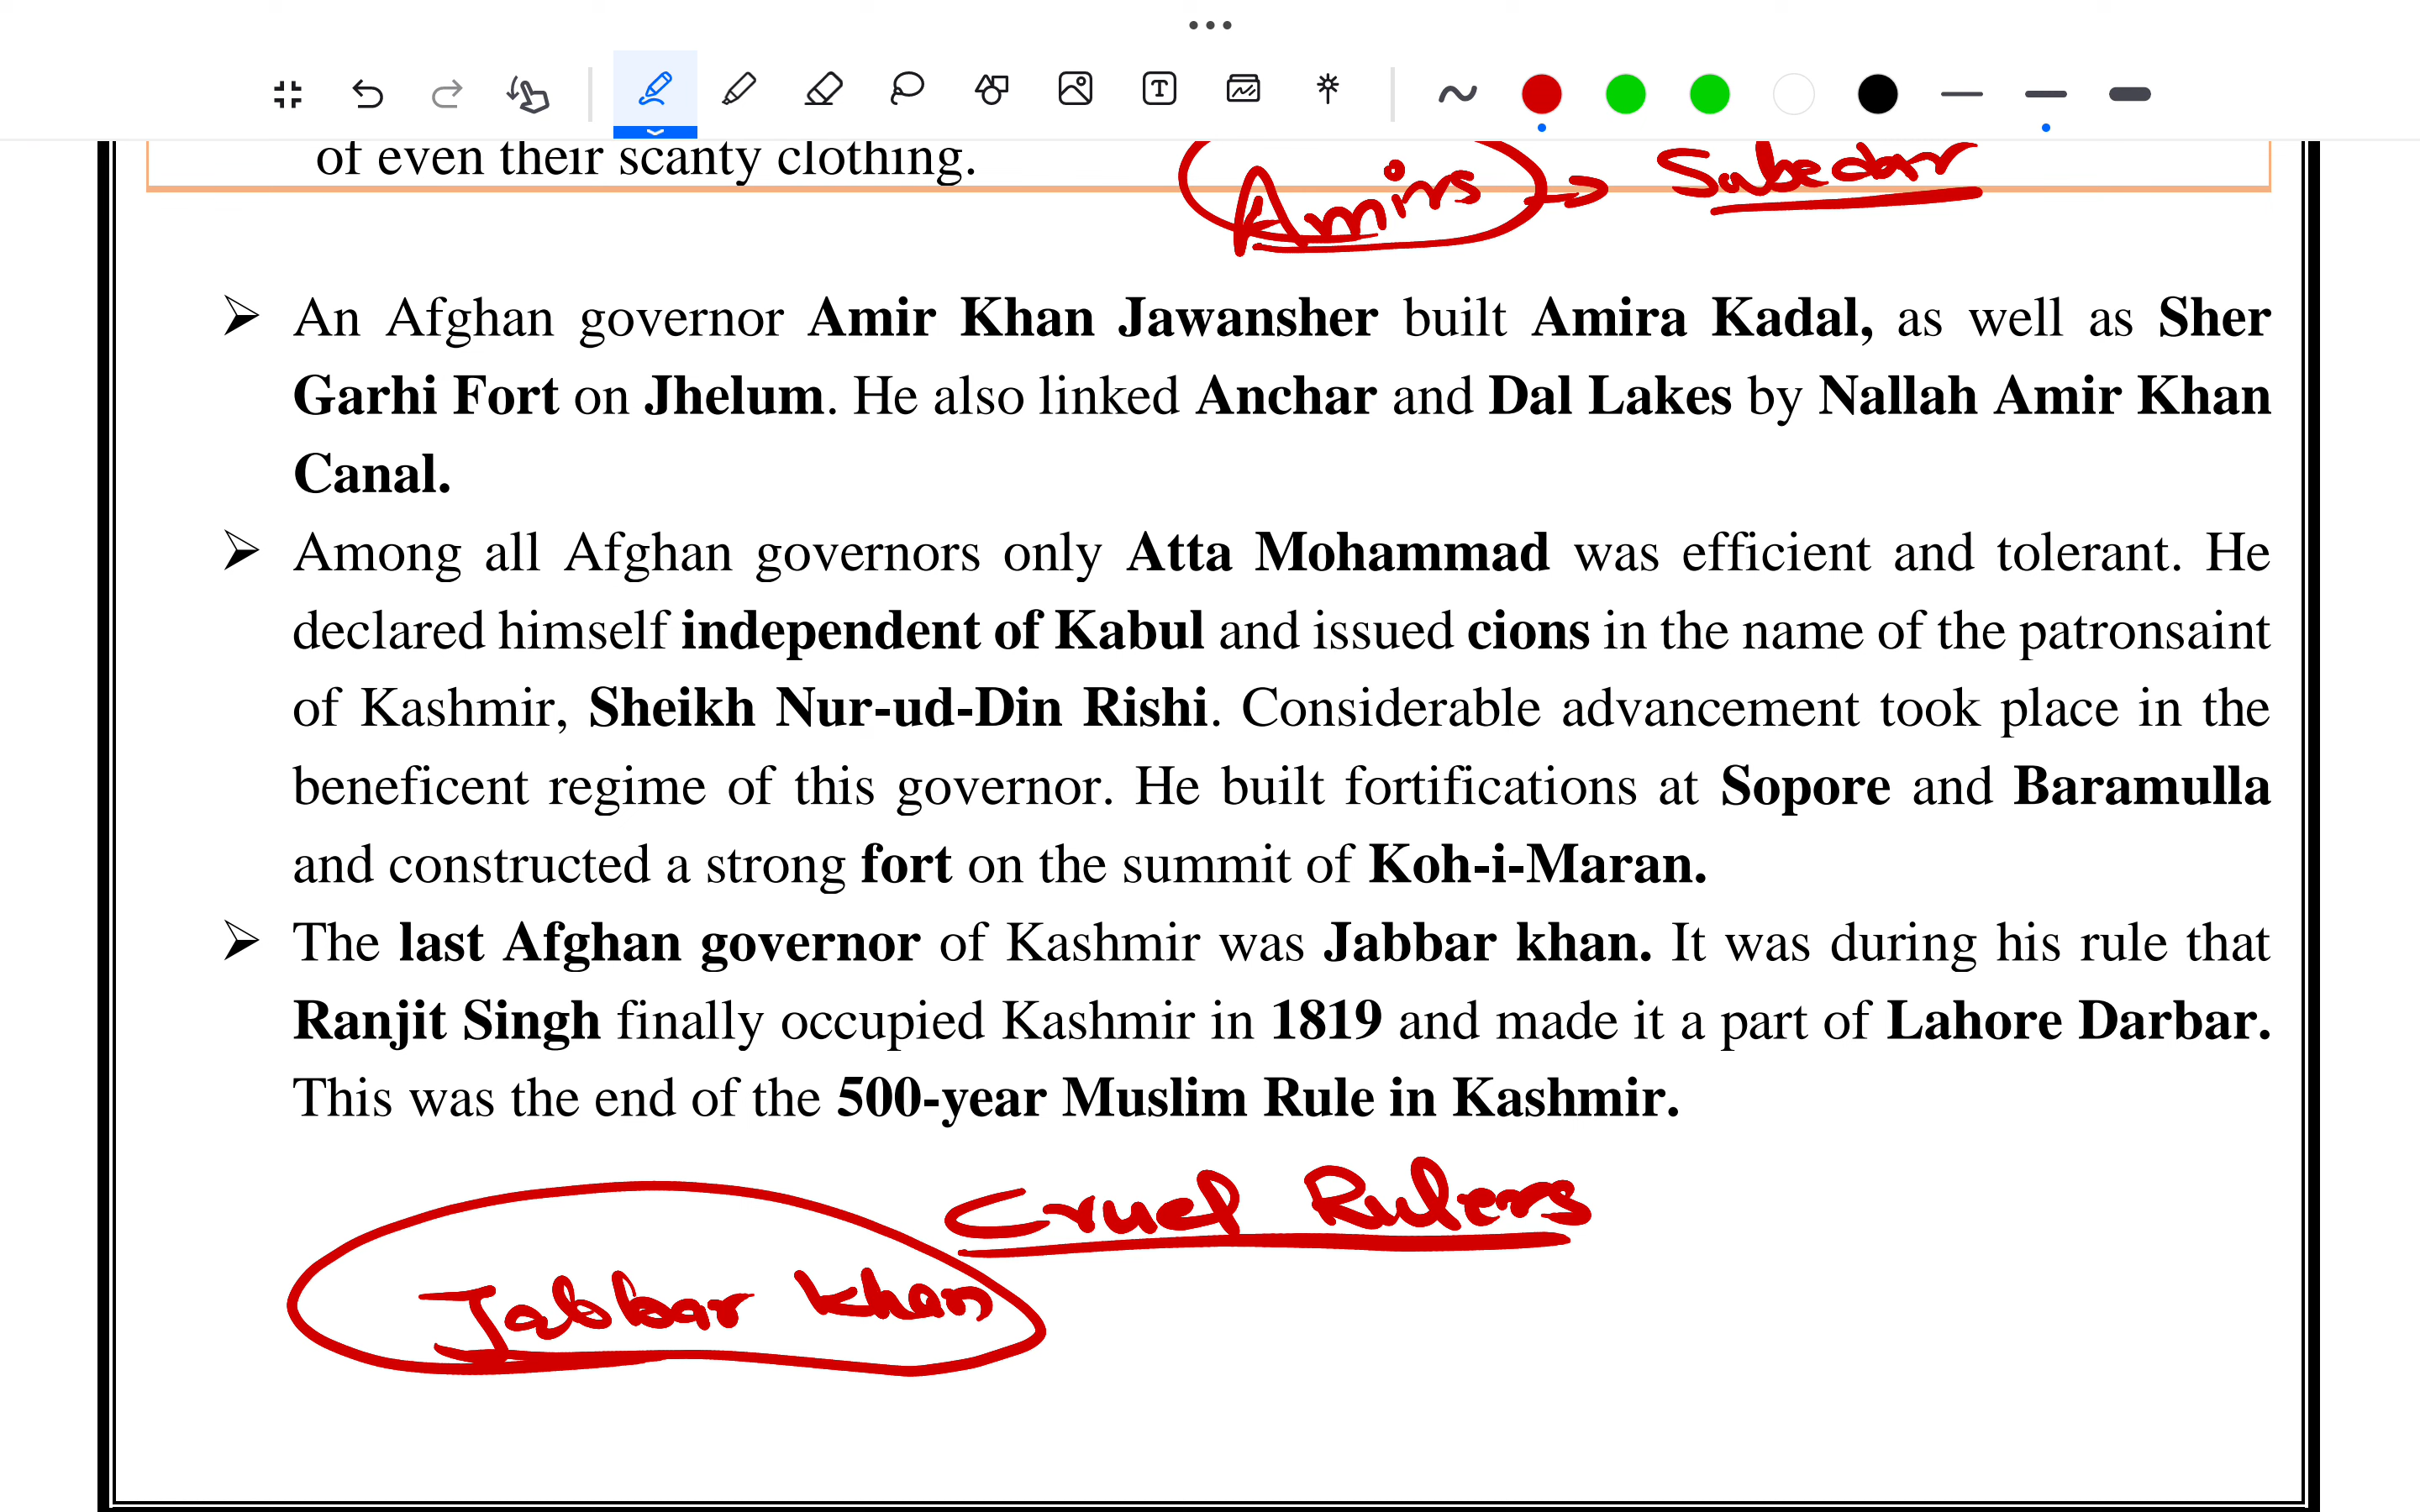 of even their scanty clothing.
Amirs → Subedar
➢ An Afghan governor Amir Khan Jawansher built Amira Kadal, as well as Sher
Garhi Fort on Jhelum. He also linked Anchar and Dal Lakes by Nallah Amir Khan
Canal.
➢ Among all Afghan governors only Atta Mohammad was efficient and tolerant. He
declared himself independent of Kabul and issued cions in the name of the patronsaint
of Kashmir, Sheikh Nur-ud-Din Rishi. Considerable advancement took place in the
beneficent regime of this governor. He built fortifications at Sopore and Baramulla
and constructed a strong fort on the summit of Koh-i-Maran.
➢ The last Afghan governor of Kashmir was Jabbar khan. It was during his rule that
Ranjit Singh finally occupied Kashmir in 1819 and made it a part of Lahore Darbar.
This was the end of the 500-year Muslim Rule in Kashmir.
Cruel Rulers
Jabbar Khan